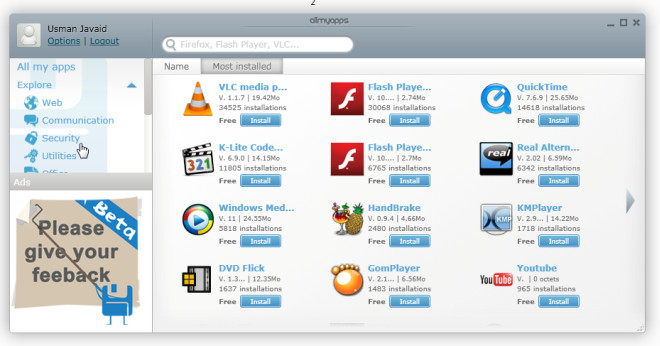 2
allmyapps
Usman Javaid
Options | Logout
Firefox, Flash Player, VLC...
All my apps
Explore
Web
Communication
Security
Utilities
Office
Ads
Beta
Please
give your
feeback
Name
Most installed
VLC media p...
V. 1.1.7 | 19.42Mo
34525 installations
Free Install
Flash Playe...
V. 10.... | 2.74Mo
30068 installations
Free Install
QuickTime
V. 7.6.9 | 25.65Mo
14618 installations
Free Install
321
K-Lite Code...
V. 6.9.0 | 14.15Mo
11805 installations
Free Install
Flash Playe...
V. 10.... | 2.7Mo
6765 installations
Free Install
real
Real Altern...
V. 2.02 | 6.59Mo
6342 installations
Free Install
Windows Med...
V. 11 | 24.55Mo
5818 installations
Free Install
HandBrake
V. 0.9.4 | 4.66Mo
2480 installations
Free Install
KMP
KMPlayer
V. 2.9... | 14.22Mo
1718 installations
Free Install
DVD Flick
V. 1.3... | 12.35Mo
1637 installations
Free Install
GomPlayer
V. 2.1... | 6.56Mo
1483 installations
Free Install
You Tube
Youtube
V. | 0 octets
965 installations
Free Install